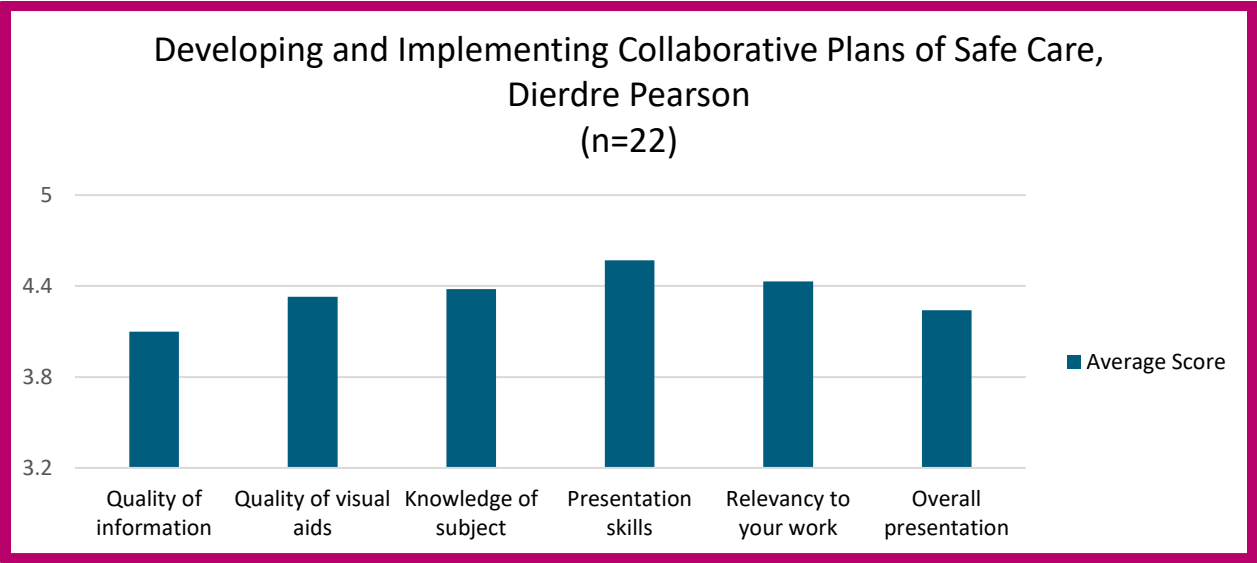 Developing and Implementing Collaborative Plans of Safe Care,
Dierdre Pearson
(n=22)
5
4.4
3.8
3.2
Average Score
Quality of information
Quality of visual aids
Knowledge of subject
Presentation skills
Relevancy to your work
Overall presentation